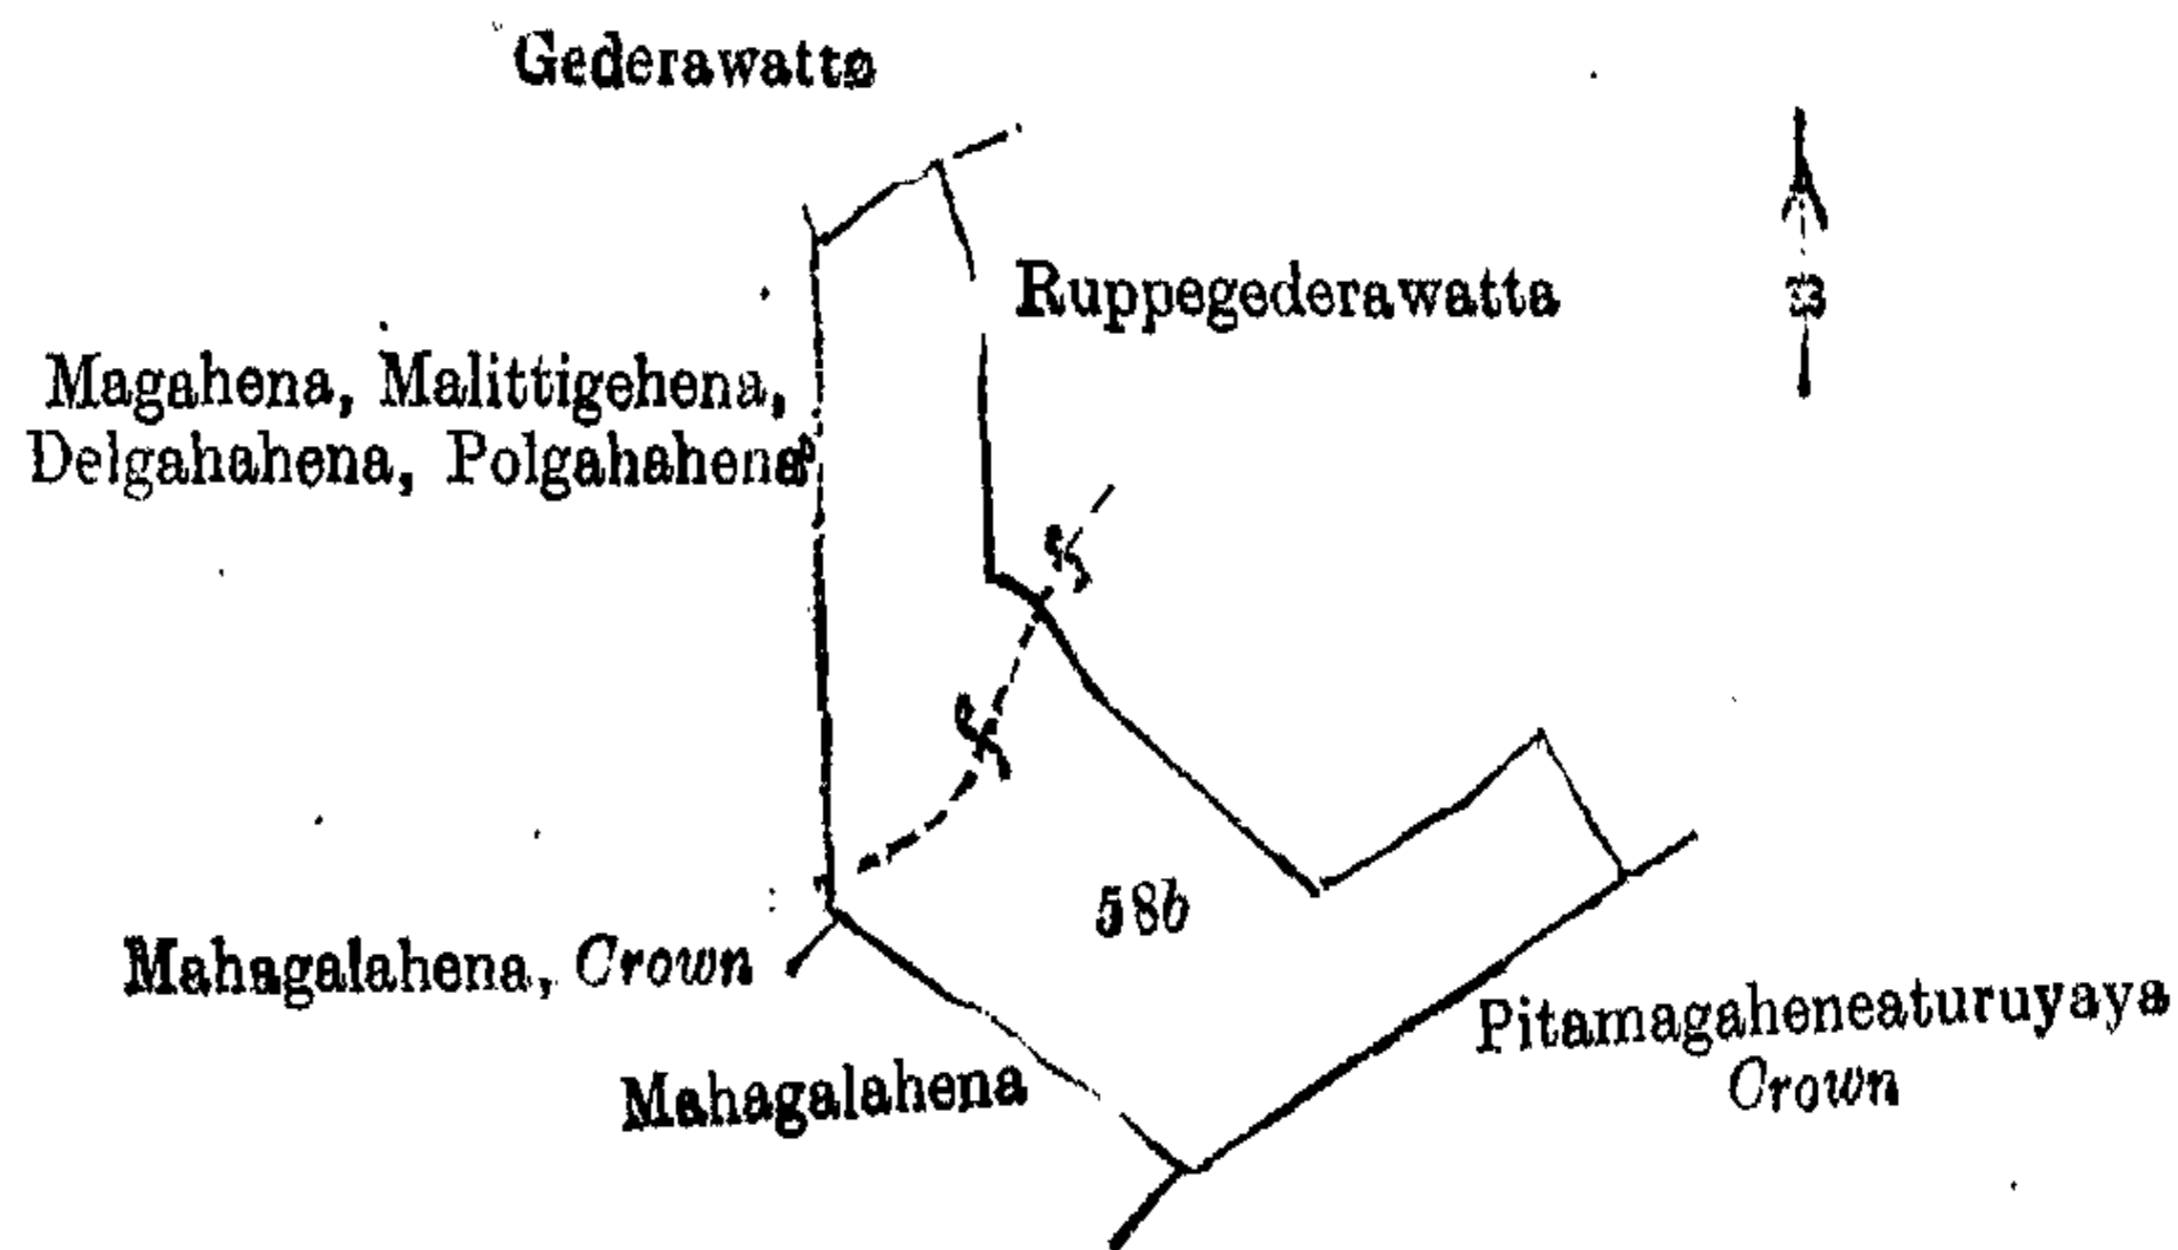 Gederawatta
Ruppegederawatta
Magahena, Malittigehena,
Delgahahena, Polgahahena
58b
Mahagalahena, Crown
Mahagalahena
Pitamagaheneaturuyaya
Crown